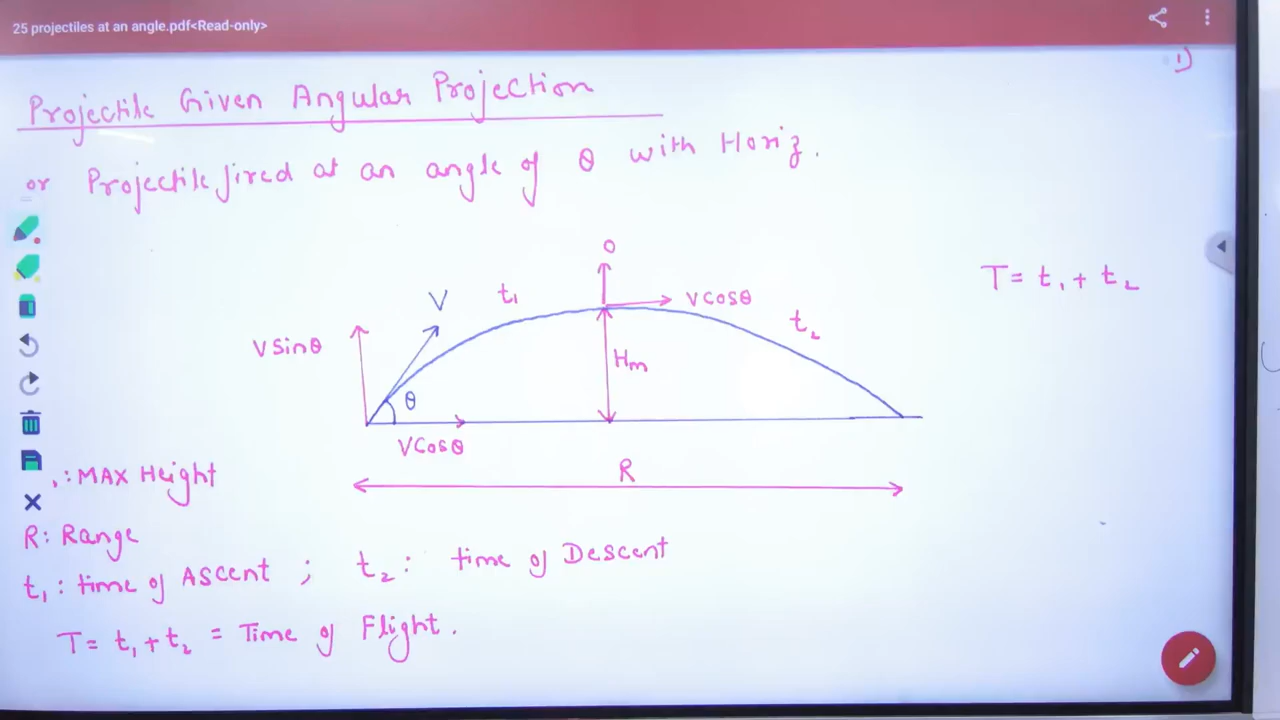 25 projectiles at an angle.pdf<Read-only>
1)
Projectile Given Angular Projection
or Projectile fired at an angle of θ with Horiz.
0
T= t₁ + t₂
V
t₁
VCosθ
t₂
VSinθ
Hm
θ
VCosθ
R
: MAX Height
R: Range
t₁ : time of Ascent ; t₂ : time of Descent
T= t₁ + t₂ = Time of Flight.